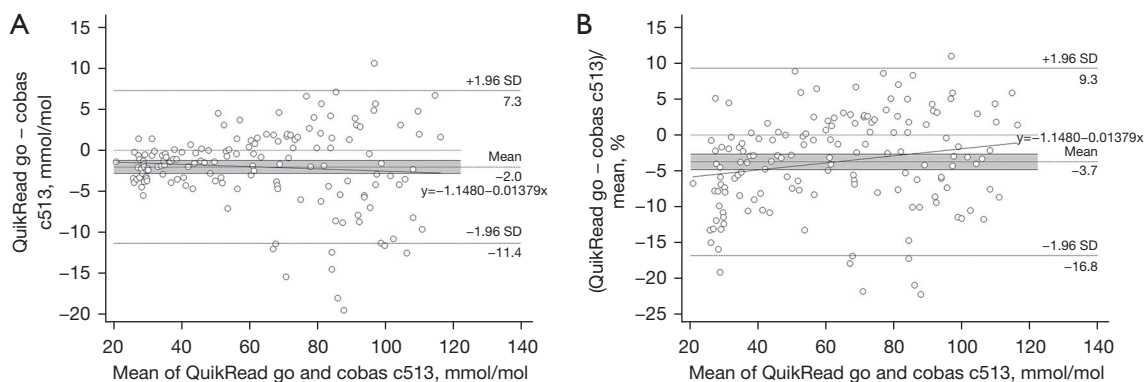 A
QuikRead go – cobas
c513, mmol/mol
15
10
5
0
−5
−10
−15
−20
+1.96 SD
7.3
Mean
−2.0
y=−1.1480−0.01379x
−1.96 SD
−11.4
20 40 60 80 100 120 140
Mean of QuikRead go and cobas c513, mmol/mol
B
(QuikRead go – cobas c513)/
mean, %
15
10
5
0
−5
−10
−15
−20
−25
+1.96 SD
9.3
y=−1.1480−0.01379x
Mean
−3.7
−1.96 SD
−16.8
20 40 60 80 100 120 140
Mean of QuikRead go and cobas c513, mmol/mol